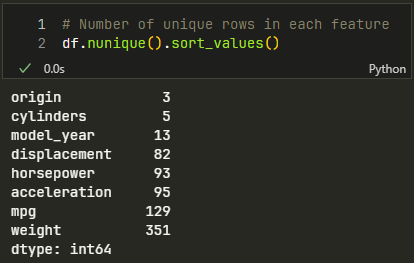 1 # Number of unique rows in each feature
2 df.nunique().sort_values()
0.0s Python
origin 3
cylinders 5
model_year 13
displacement 82
horsepower 93
acceleration 95
mpg 129
weight 351
dtype: int64